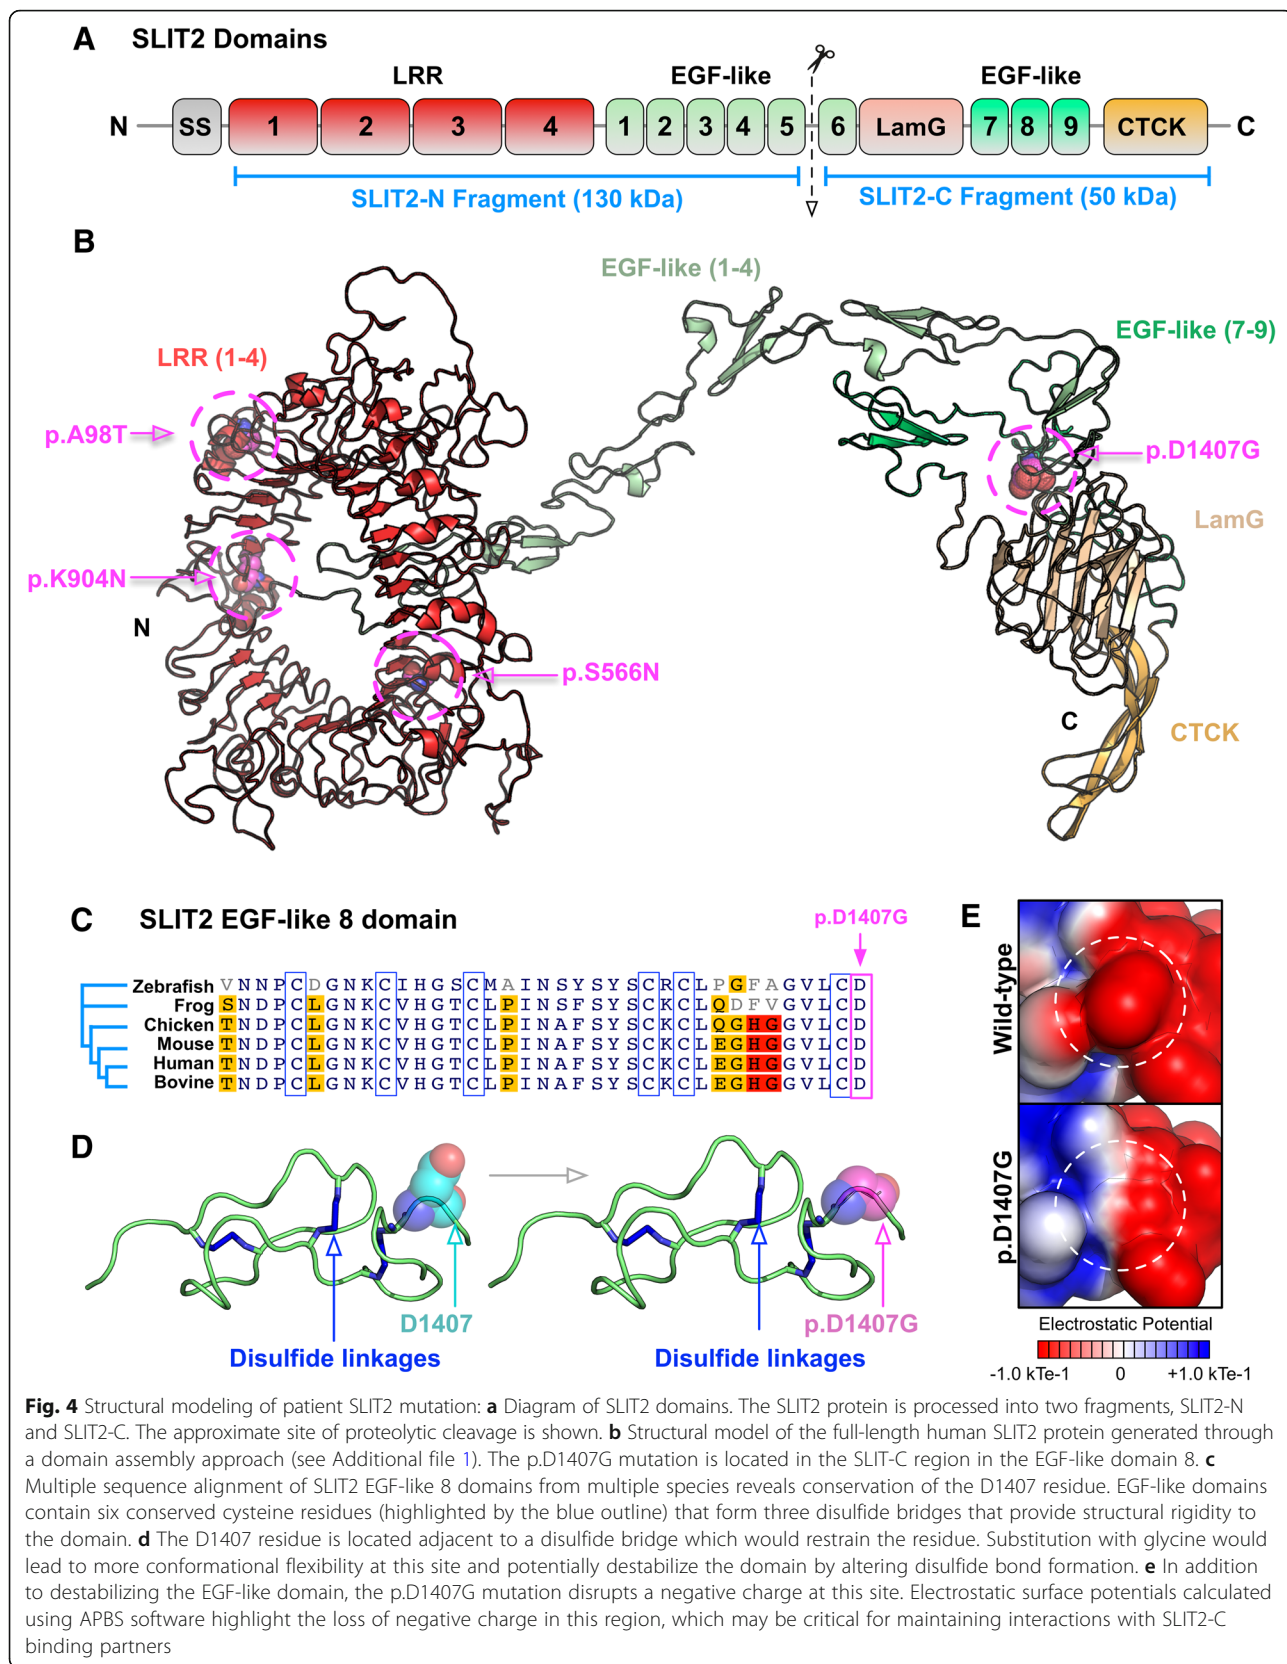 A SLIT2 Domains
LRR EGF-like EGF-like
N SS 1 2 3 4 1 2 3 4 5 6 LamG 7 8 9 CTCK C
SLIT2-N Fragment (130 kDa) SLIT2-C Fragment (50 kDa)
B
EGF-like (1-4)
EGF-like (7-9)
LRR (1-4)
p.A98T
p.D1407G
LamG
p.K904N
N
p.S566N
C
CTCK
C SLIT2 EGF-like 8 domain
p.D1407G
Zebrafish VNNPCDGNKCIHGSCMAINSYSYSCRCLPGFAGVLCD
Frog SNDPCLGNKCVHGTCLPINSFSYSCKCLQDFVGVLCD
Chicken TNDPCLGNKCVHGTCLPINAFSYSCKCLQGHGGVLCD
Mouse TNDPCLGNKCVHGTCLPINAFSYSCKCLEGHGGVLCD
Human TNDPCLGNKCVHGTCLPINAFSYSCKCLEGHGGVLCD
Bovine TNDPCLGNKCVHGTCLPINAFSYSCKCLEGHGGVLCD
D
D1407 p.D1407G
Disulfide linkages Disulfide linkages
E
Wild-type
p.D1407G
Electrostatic Potential
-1.0 kTe-1 0 +1.0 kTe-1
Fig. 4 Structural modeling of patient SLIT2 mutation: a Diagram of SLIT2 domains. The SLIT2 protein is processed into two fragments, SLIT2-N
and SLIT2-C. The approximate site of proteolytic cleavage is shown. b Structural model of the full-length human SLIT2 protein generated through
a domain assembly approach (see Additional file 1). The p.D1407G mutation is located in the SLIT-C region in the EGF-like domain 8. c
Multiple sequence alignment of SLIT2 EGF-like 8 domains from multiple species reveals conservation of the D1407 residue. EGF-like domains
contain six conserved cysteine residues (highlighted by the blue outline) that form three disulfide bridges that provide structural rigidity to
the domain. d The D1407 residue is located adjacent to a disulfide bridge which would restrain the residue. Substitution with glycine would
lead to more conformational flexibility at this site and potentially destabilize the domain by altering disulfide bond formation. e In addition
to destabilizing the EGF-like domain, the p.D1407G mutation disrupts a negative charge at this site. Electrostatic surface potentials calculated
using APBS software highlight the loss of negative charge in this region, which may be critical for maintaining interactions with SLIT2-C
binding partners